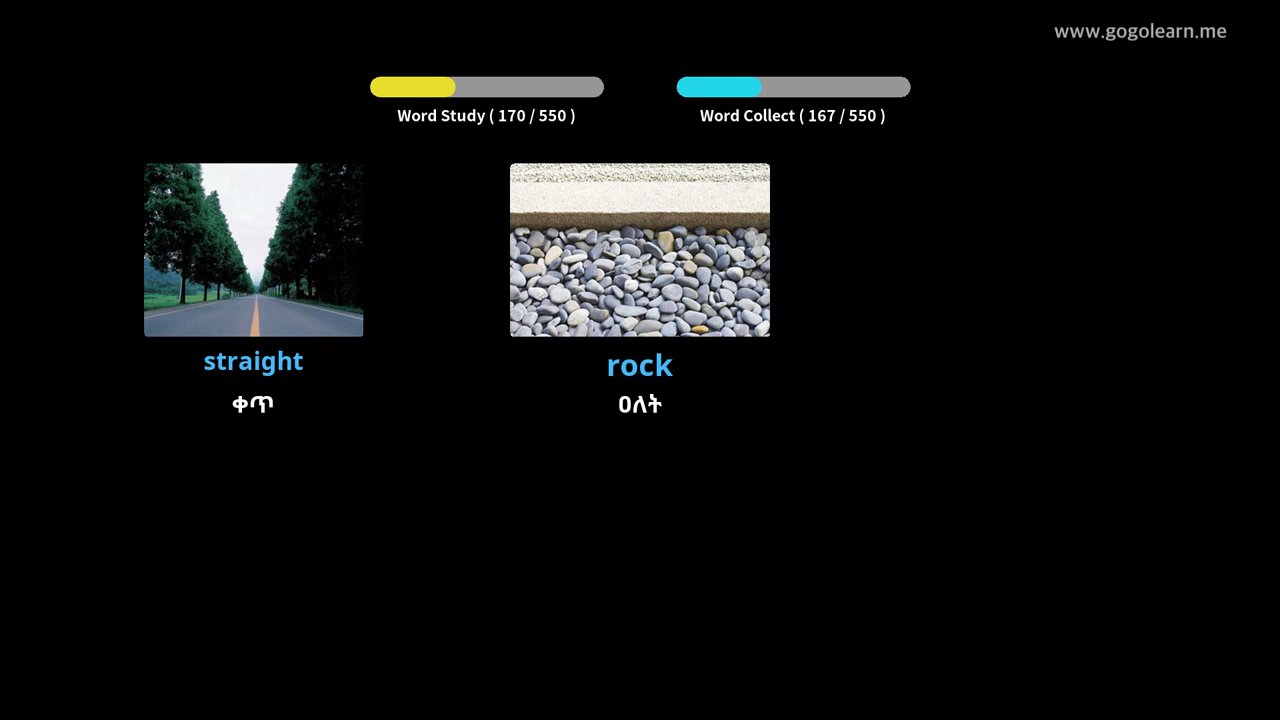 www.gogolearn.me
Word Study ( 170 / 550 )
Word Collect ( 167 / 550 )
straight
ቀጥ
rock
ዐለት